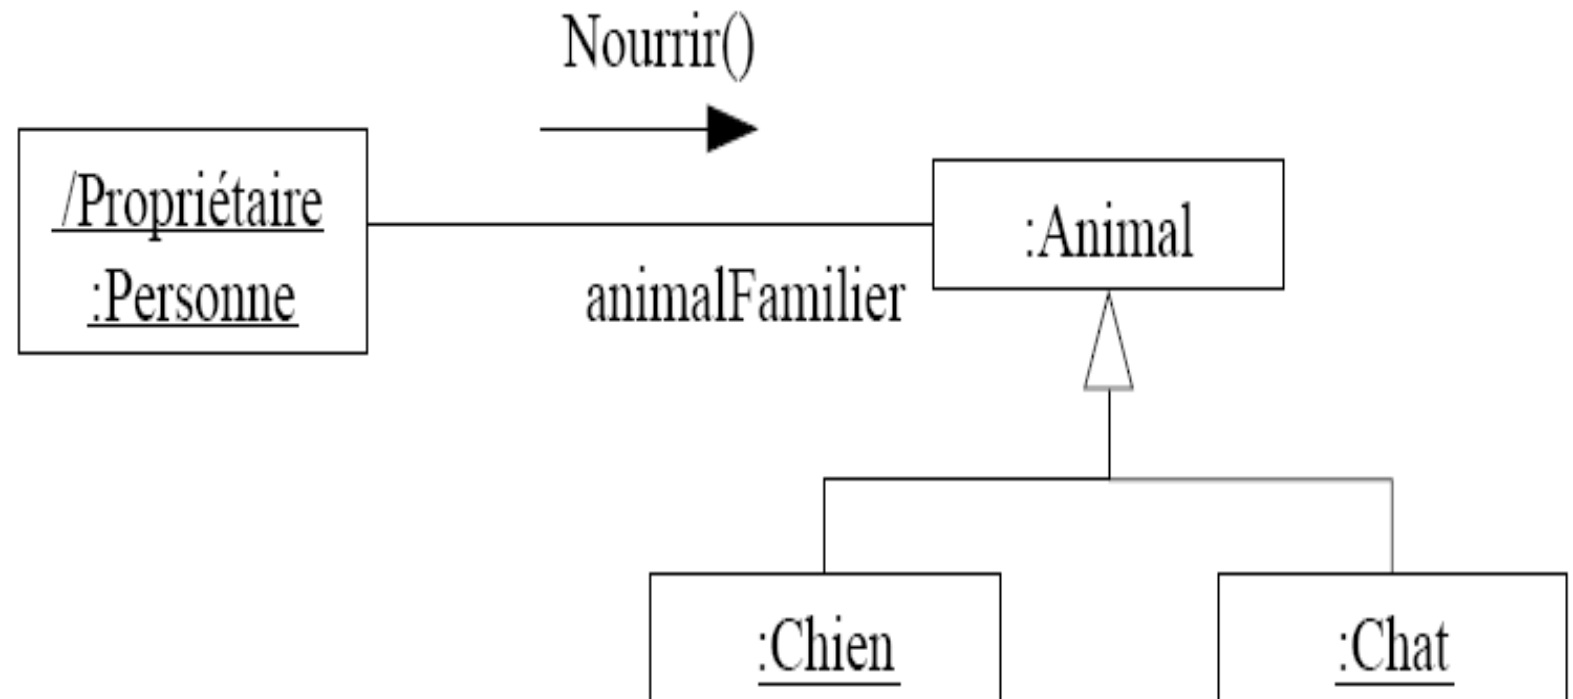 Nourrir()
/Propriétaire
:Personne
:Animal
animalFamilier
:Chien
:Chat